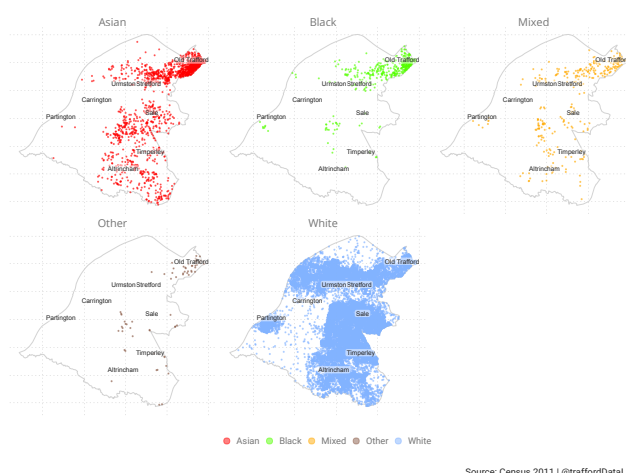 Asian
Black
Mixed
Old Trafford
Urmston Stretford
Carrington
Partington
Sale
Timperley
Altrincham
Old Trafford
Urmston Stretford
Carrington
Partington
Sale
Timperley
Altrincham
Old Trafford
Urmston Stretford
Carrington
Partington
Sale
Timperley
Altrincham
Other
White
Old Trafford
Urmston Stretford
Carrington
Partington
Sale
Timperley
Altrincham
Old Trafford
Urmston Stretford
Carrington
Partington
Sale
Timperley
Altrincham
Asian Black Mixed Other White
Source: Census 2011 | @traffordDataL